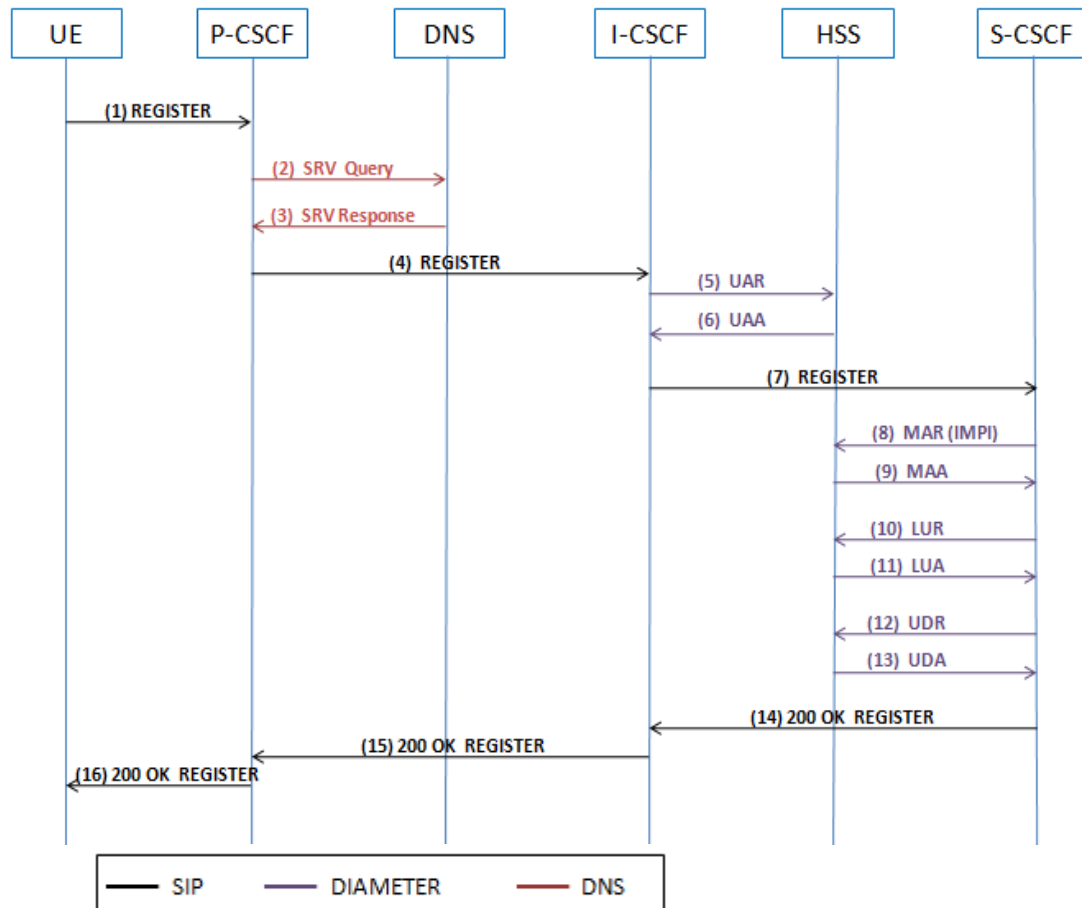 UE P-CSCF DNS I-CSCF HSS S-CSCF
(1) REGISTER
(2) SRV Query
(3) SRV Response
(4) REGISTER
(5) UAR
(6) UAA
(7) REGISTER
(8) MAR (IMPI)
(9) MAA
(10) LUR
(11) LUA
(12) UDR
(13) UDA
(14) 200 OK REGISTER
(15) 200 OK REGISTER
(16) 200 OK REGISTER
SIP DIAMETER DNS